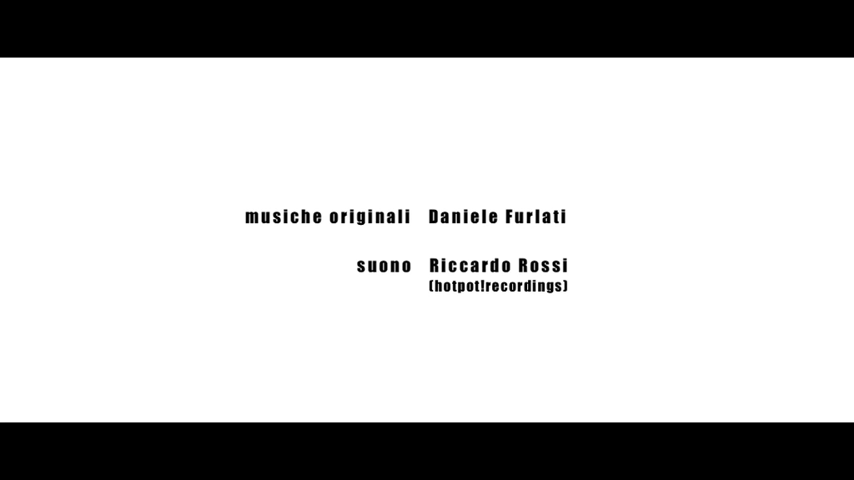 musiche originali Daniele Furlati
suono Riccardo Rossi
(hotpot!recordings)